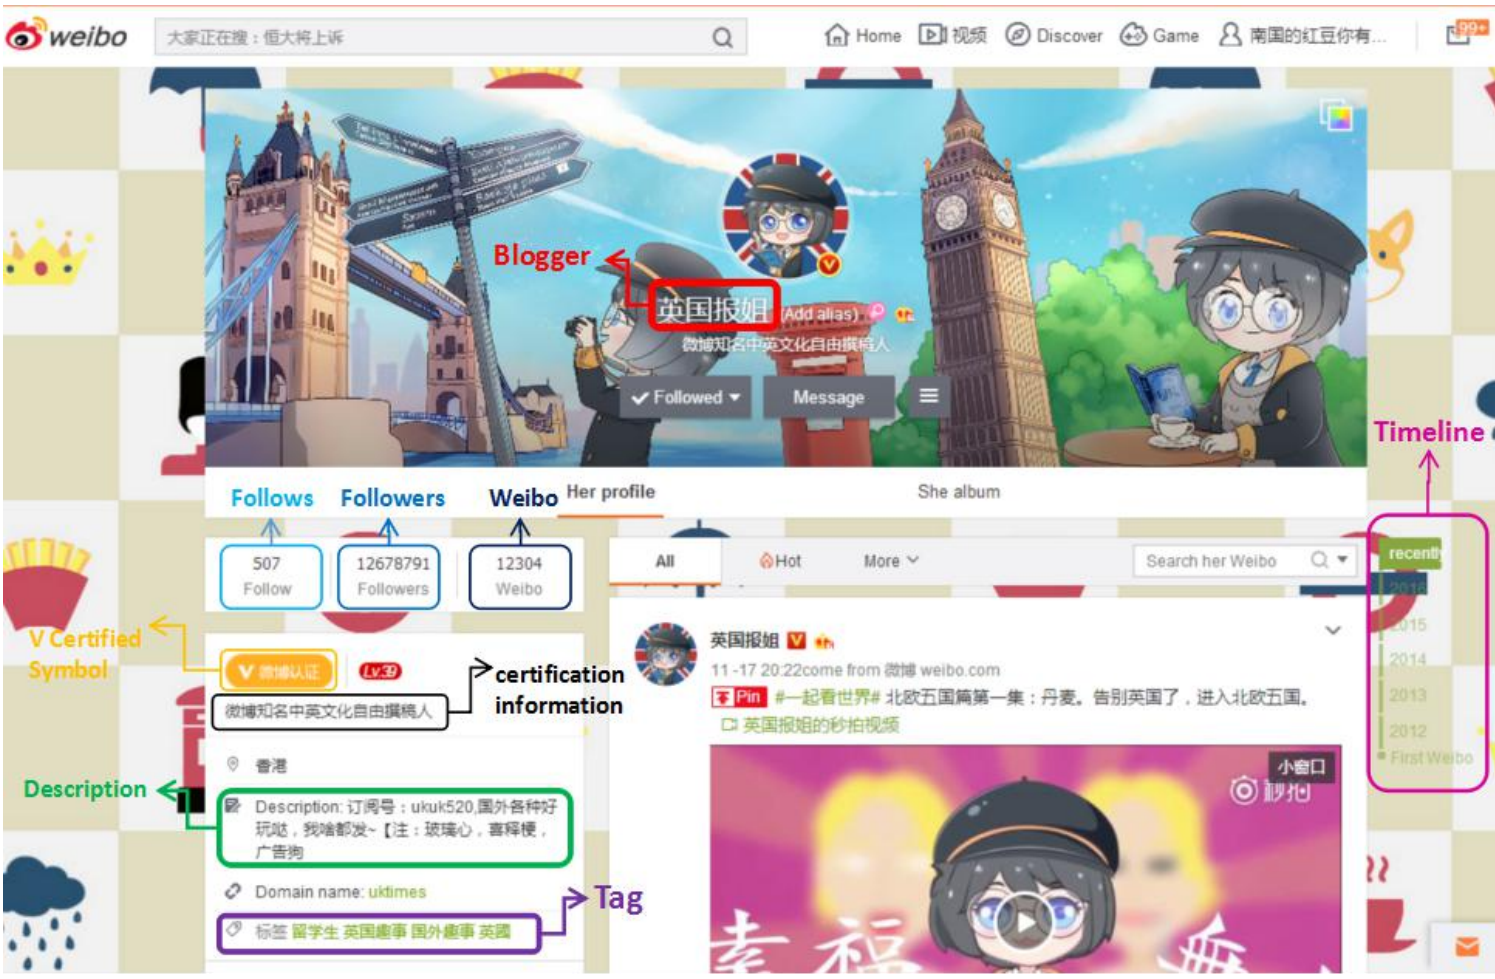 weibo
大家正在搜：恒大将上诉
Home
视频
Discover
Game
南国的红豆你有...
99+
Blogger
英国报姐
(Add alias)
微博知名中英文化自由撰稿人
Followed
Message
Timeline
Follows
Followers
Weibo
Her profile
She album
507
Follow
12678791
Followers
12304
Weibo
All
Hot
More
Search her Weibo
recently
2016
2015
2014
2013
2012
First Weibo
V Certified
Symbol
V 微博认证
Lv.39
certification
information
微博知名中英文化自由撰稿人
香港
Description
Description: 订阅号：ukuk520,国外各种好
玩哒，我啥都发~【注：玻璃心，喜释梗，
广告狗
Domain name: uktimes
Tag
标签 留学生 英国趣事 国外趣事 英國
英国报姐 V
11 -17 20:22come from 微博 weibo.com
Pin #一起看世界# 北欧五国篇第一集：丹麦。告别英国了，进入北欧五国。
英国报姐的秒拍视频
小窗口
秒拍
幸福